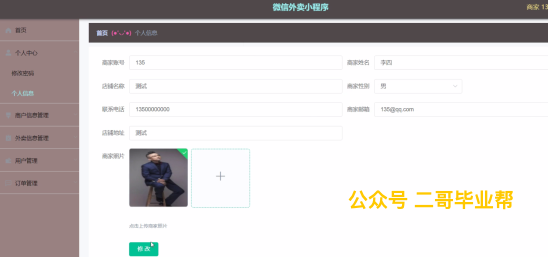 微信外卖小程序
商家 13
首页
个人中心
修改密码
个人信息
商户信息管理
外卖信息管理
用户管理
订单管理
首页 (●'◡'●) 个人信息
商家账号 135
商家姓名 李四
店铺名称 测试
商家性别 男
联系电话 13500000000
商家邮箱 135@qq.com
店铺地址 测试
商家照片
点击上传商家照片
修改
公众号 二哥毕业帮